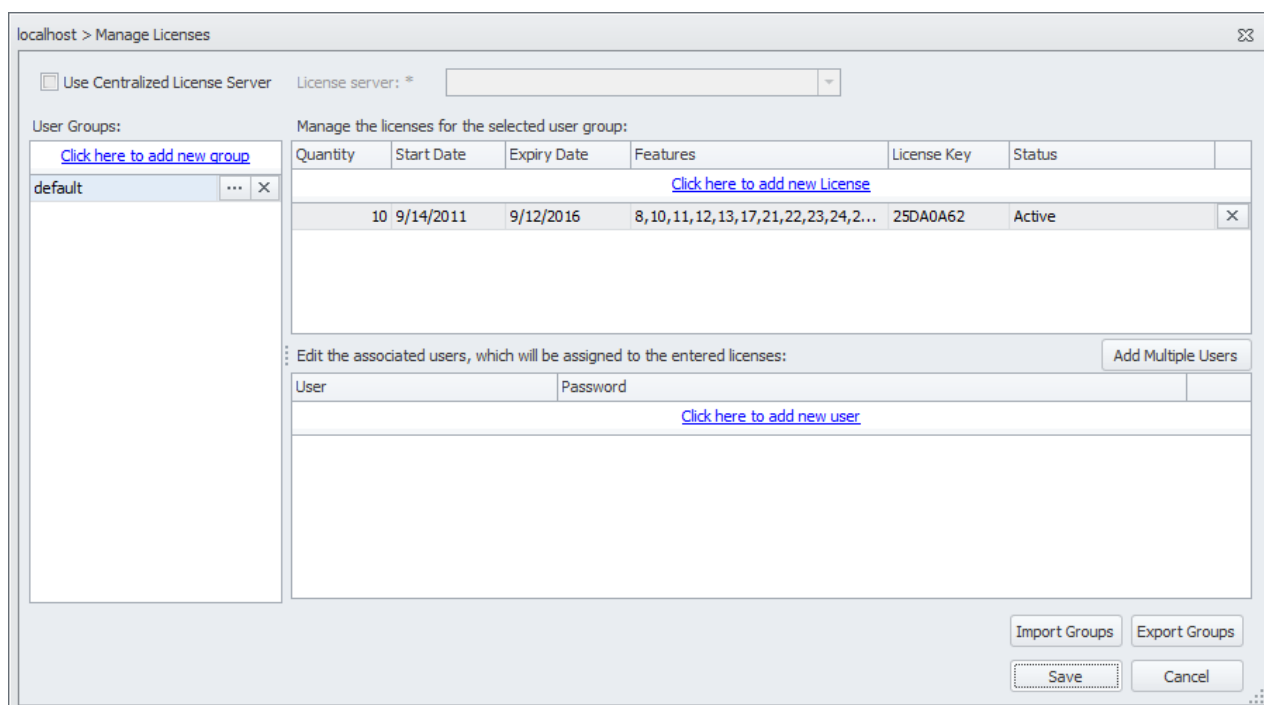 localhost > Manage Licenses
Use Centralized License Server License server: *
User Groups: Manage the licenses for the selected user group:
Click here to add new group Quantity Start Date Expiry Date Features License Key Status
Click here to add new License
default ...
10 9/14/2011 9/12/2016 8,10,11,12,13,17,21,22,23,24,2... 25DA0A62 Active
Edit the associated users, which will be assigned to the entered licenses: Add Multiple Users
User Password
Click here to add new user
Import Groups Export Groups
Save Cancel